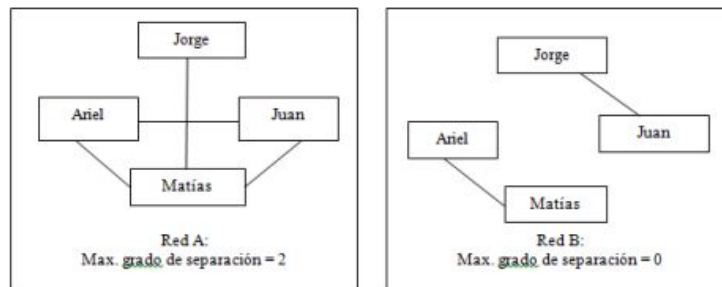 Jorge
Ariel
Juan
Matías
Red A:
Max. grado de separación = 2
Jorge
Juan
Ariel
Matías
Red B:
Max. grado de separación = 0